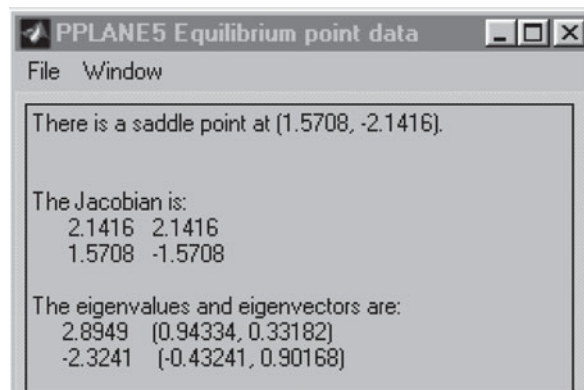 PPLANE5 Equilibrium point data
File Window
There is a saddle point at (1.5708, -2.1416).
The Jacobian is:
2.1416 2.1416
1.5708 -1.5708
The eigenvalues and eigenvectors are:
2.8949 (0.94334, 0.33182)
-2.3241 (-0.43241, 0.90168)